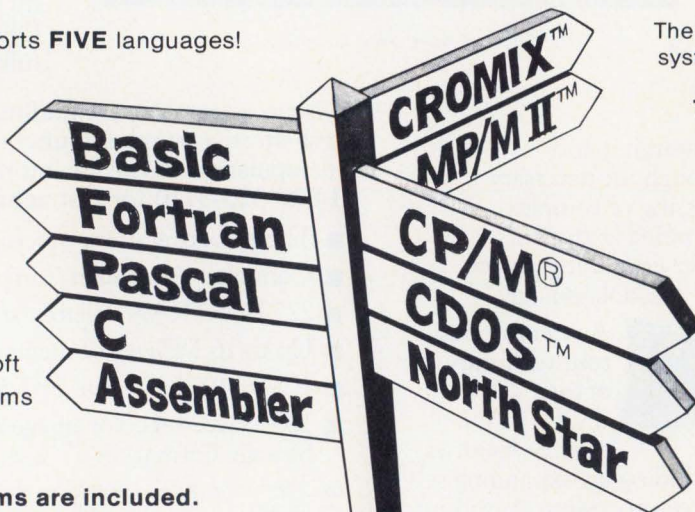 orts FIVE languages!
The
syst
CROMIX™
MP/M II™
Basic
Fortran
Pascal
C
Assembler
CP/M®
CDOS™
North Star
oft
ms
ms are included.